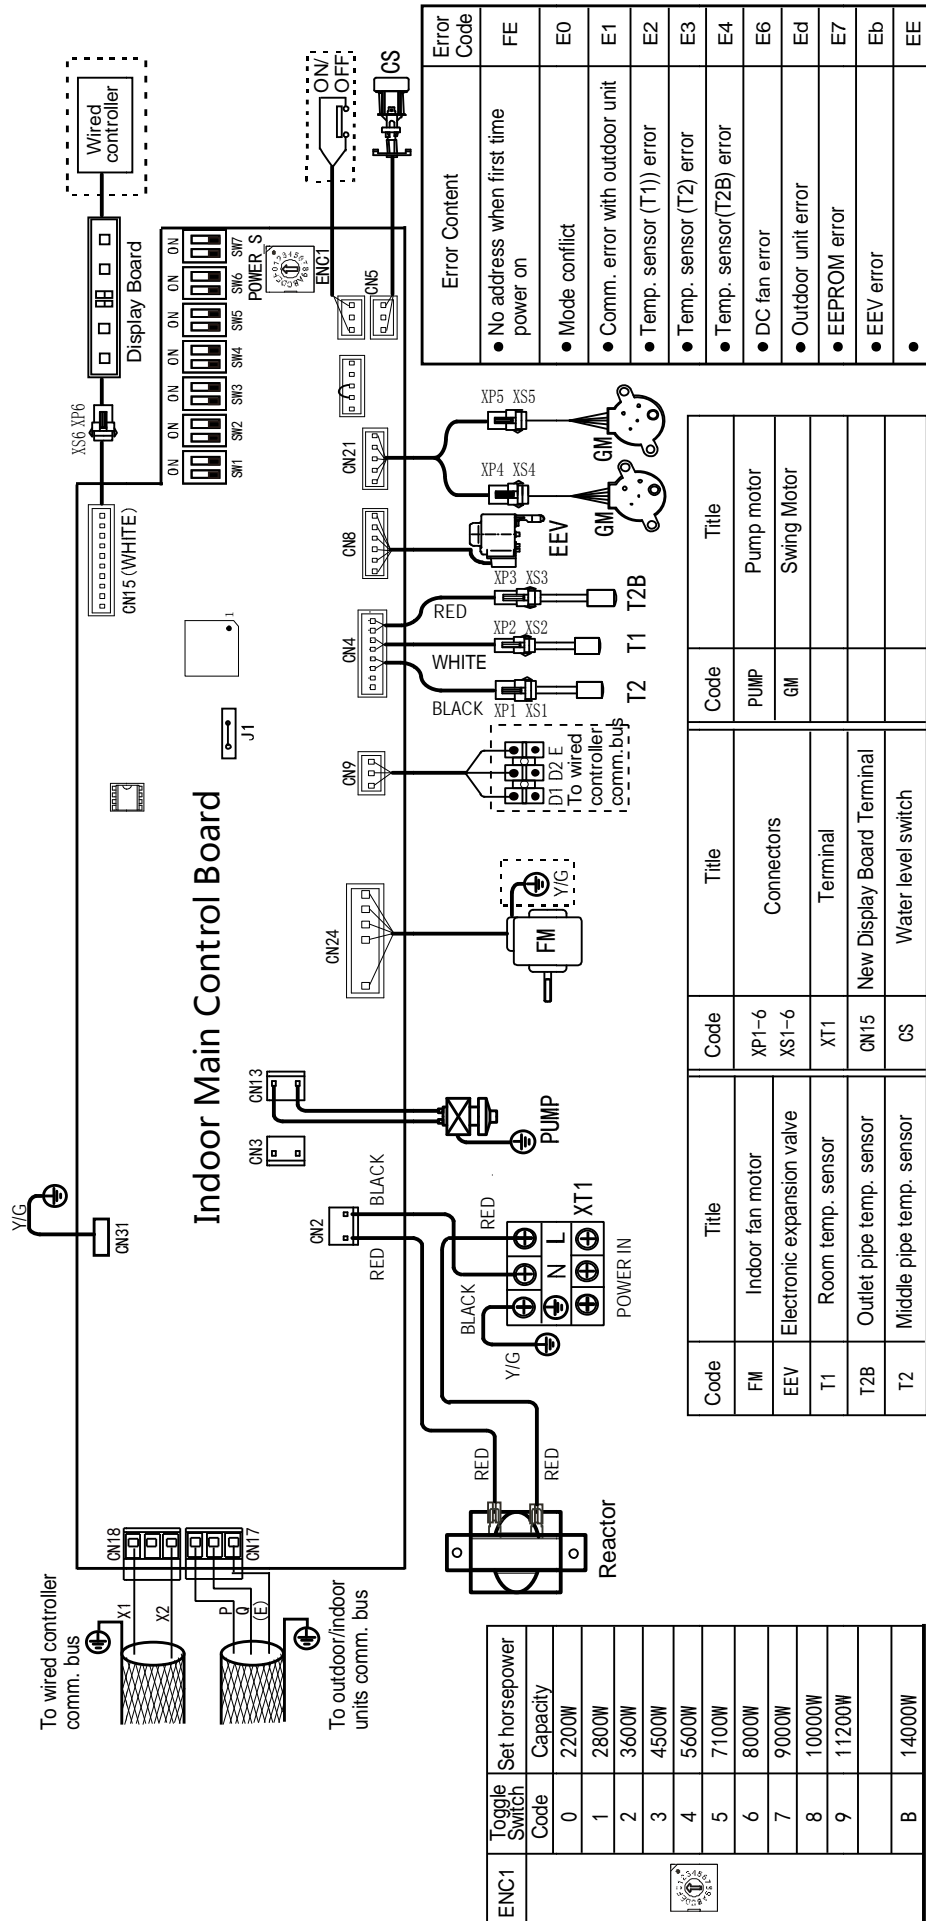 To wired controller
comm. bus
X1
X2
CN18
P
Q
(E)
CN17
To outdoor/indoor
units comm. bus
Y/G
CN31
Indoor Main Control Board
CN15(WHITE)
XS6 XP6
Display Board
Wired
controller
ON
ON
ON
ON
ON
ON
ON
SW1
SW2
SW3
SW4
SW5
SW6
SW7
POWER_S
ENC1
J1
1
CN2
CN3
CN13
CN24
CN9
CN4
CN8
CN21
CN5
ON/
OFF
CS
RED
BLACK
RED
RED
Reactor
BLACK
RED
Y/G
N
L
XT1
POWER IN
PUMP
FM
Y/G
D1 D2 E
To wired
controller
comm.bus
BLACK
WHITE
RED
XP1 XS1
XP2 XS2
XP3 XS3
T2
T1
T2B
EEV
XP4 XS4
XP5 XS5
GM
GM
ENC1
Toggle
Switch
Set horsepower
Code
Capacity
0 2200W
1 2800W
2 3600W
3 4500W
4 5600W
5 7100W
6 8000W
7 9000W
8 10000W
9 11200W
B 14000W
Code Title Code Title Code Title
FM Indoor fan motor XP1-6 Connectors PUMP Pump motor
EEV Electronic expansion valve XS1-6 GM Swing Motor
T1 Room temp. sensor XT1 Terminal
T2B Outlet pipe temp. sensor CN15 New Display Board Terminal
T2 Middle pipe temp. sensor CS Water level switch
Error Content
Error
Code
● No address when first time
power on
FE
● Mode conflict E0
● Comm. error with outdoor unit E1
● Temp. sensor (T1)) error E2
● Temp. sensor (T2) error E3
● Temp. sensor(T2B) error E4
● DC fan error E6
● Outdoor unit error Ed
● EEPROM error E7
● EEV error Eb
● EE